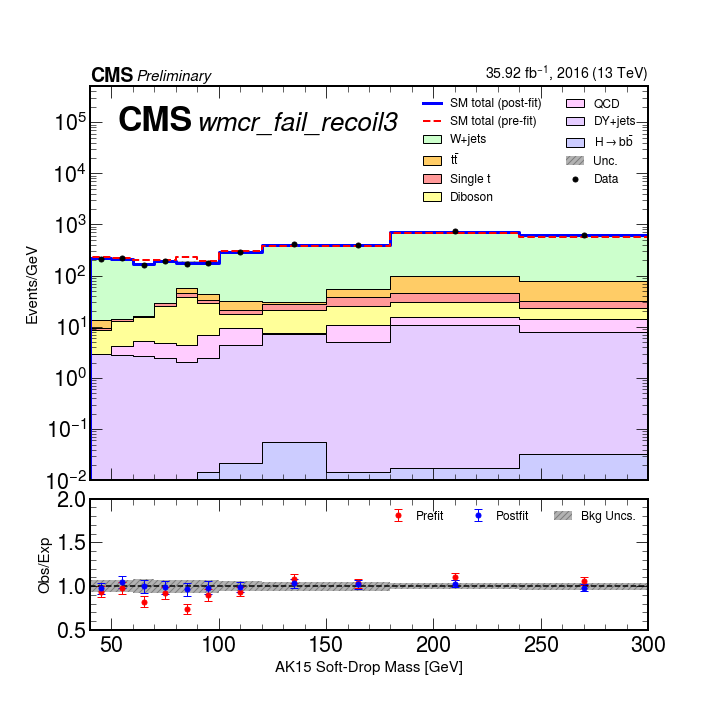 CMS Preliminary 35.92 fb⁻¹, 2016 (13 TeV)
CMS wmcr_fail_recoil3
SM total (post-fit)
SM total (pre-fit)
W+jets
tt̄
Single t
Diboson
QCD
DY+jets
H→bb̄
Unc.
Data
Events/GeV
10⁵
10⁴
10³
10²
10¹
10⁰
10⁻¹
10⁻²
Prefit
Postfit
Bkg Uncs.
Obs/Exp
2.0
1.5
1.0
0.5
50 100 150 200 250 300
AK15 Soft-Drop Mass [GeV]